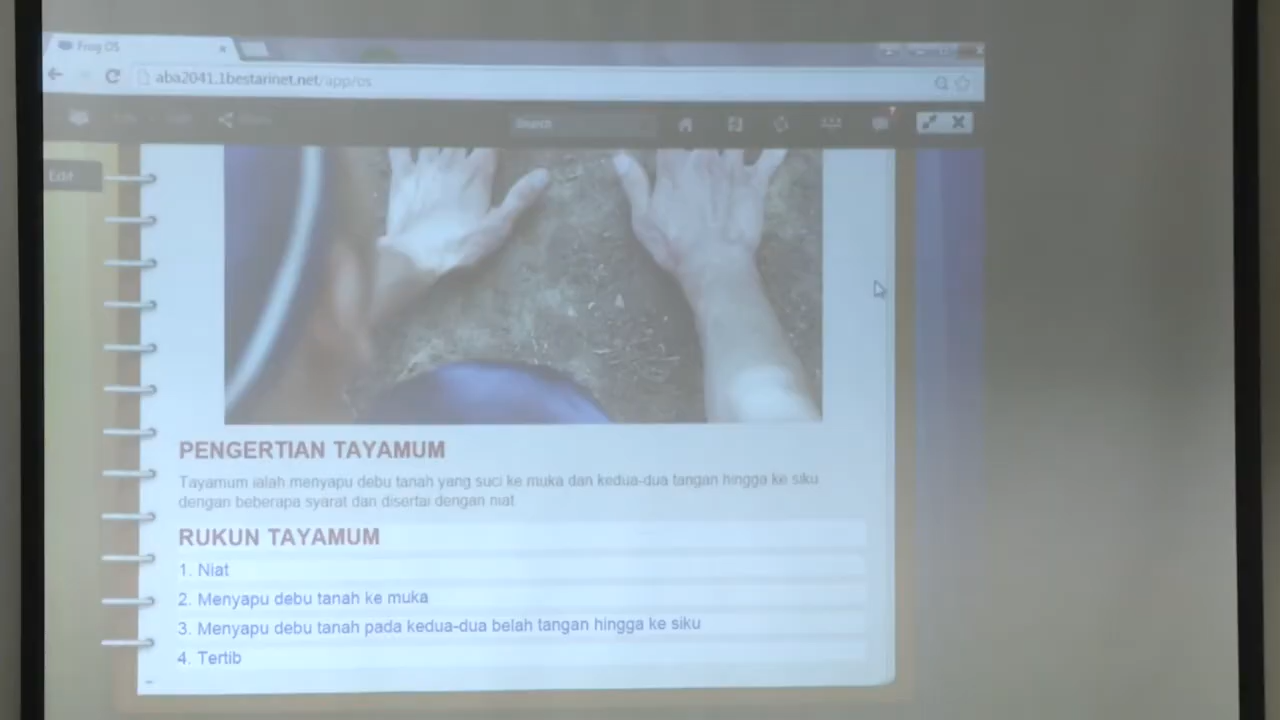 Frog OS
aba2041.1bestarinet.net/app/os
Search
Edit
PENGERTIAN TAYAMUM
Tayamum ialah menyapu debu tanah yang suci ke muka dan kedua-dua tangan hingga ke siku
dengan beberapa syarat dan disertai dengan niat
RUKUN TAYAMUM
1. Niat
2. Menyapu debu tanah ke muka
3. Menyapu debu tanah pada kedua-dua belah tangan hingga ke siku
4. Tertib